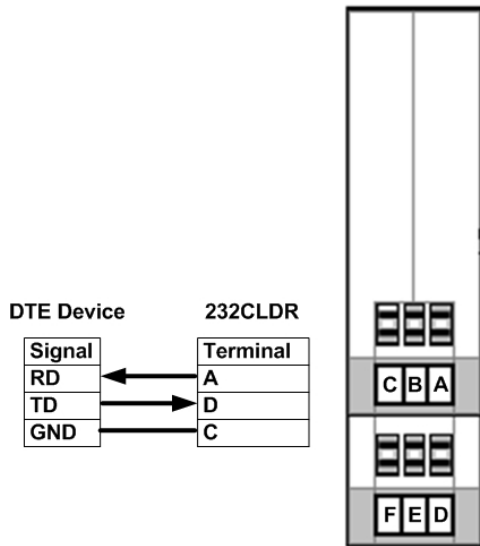 DTE Device 232CLDR
Signal Terminal
RD A
TD D
GND C
C B A
F E D